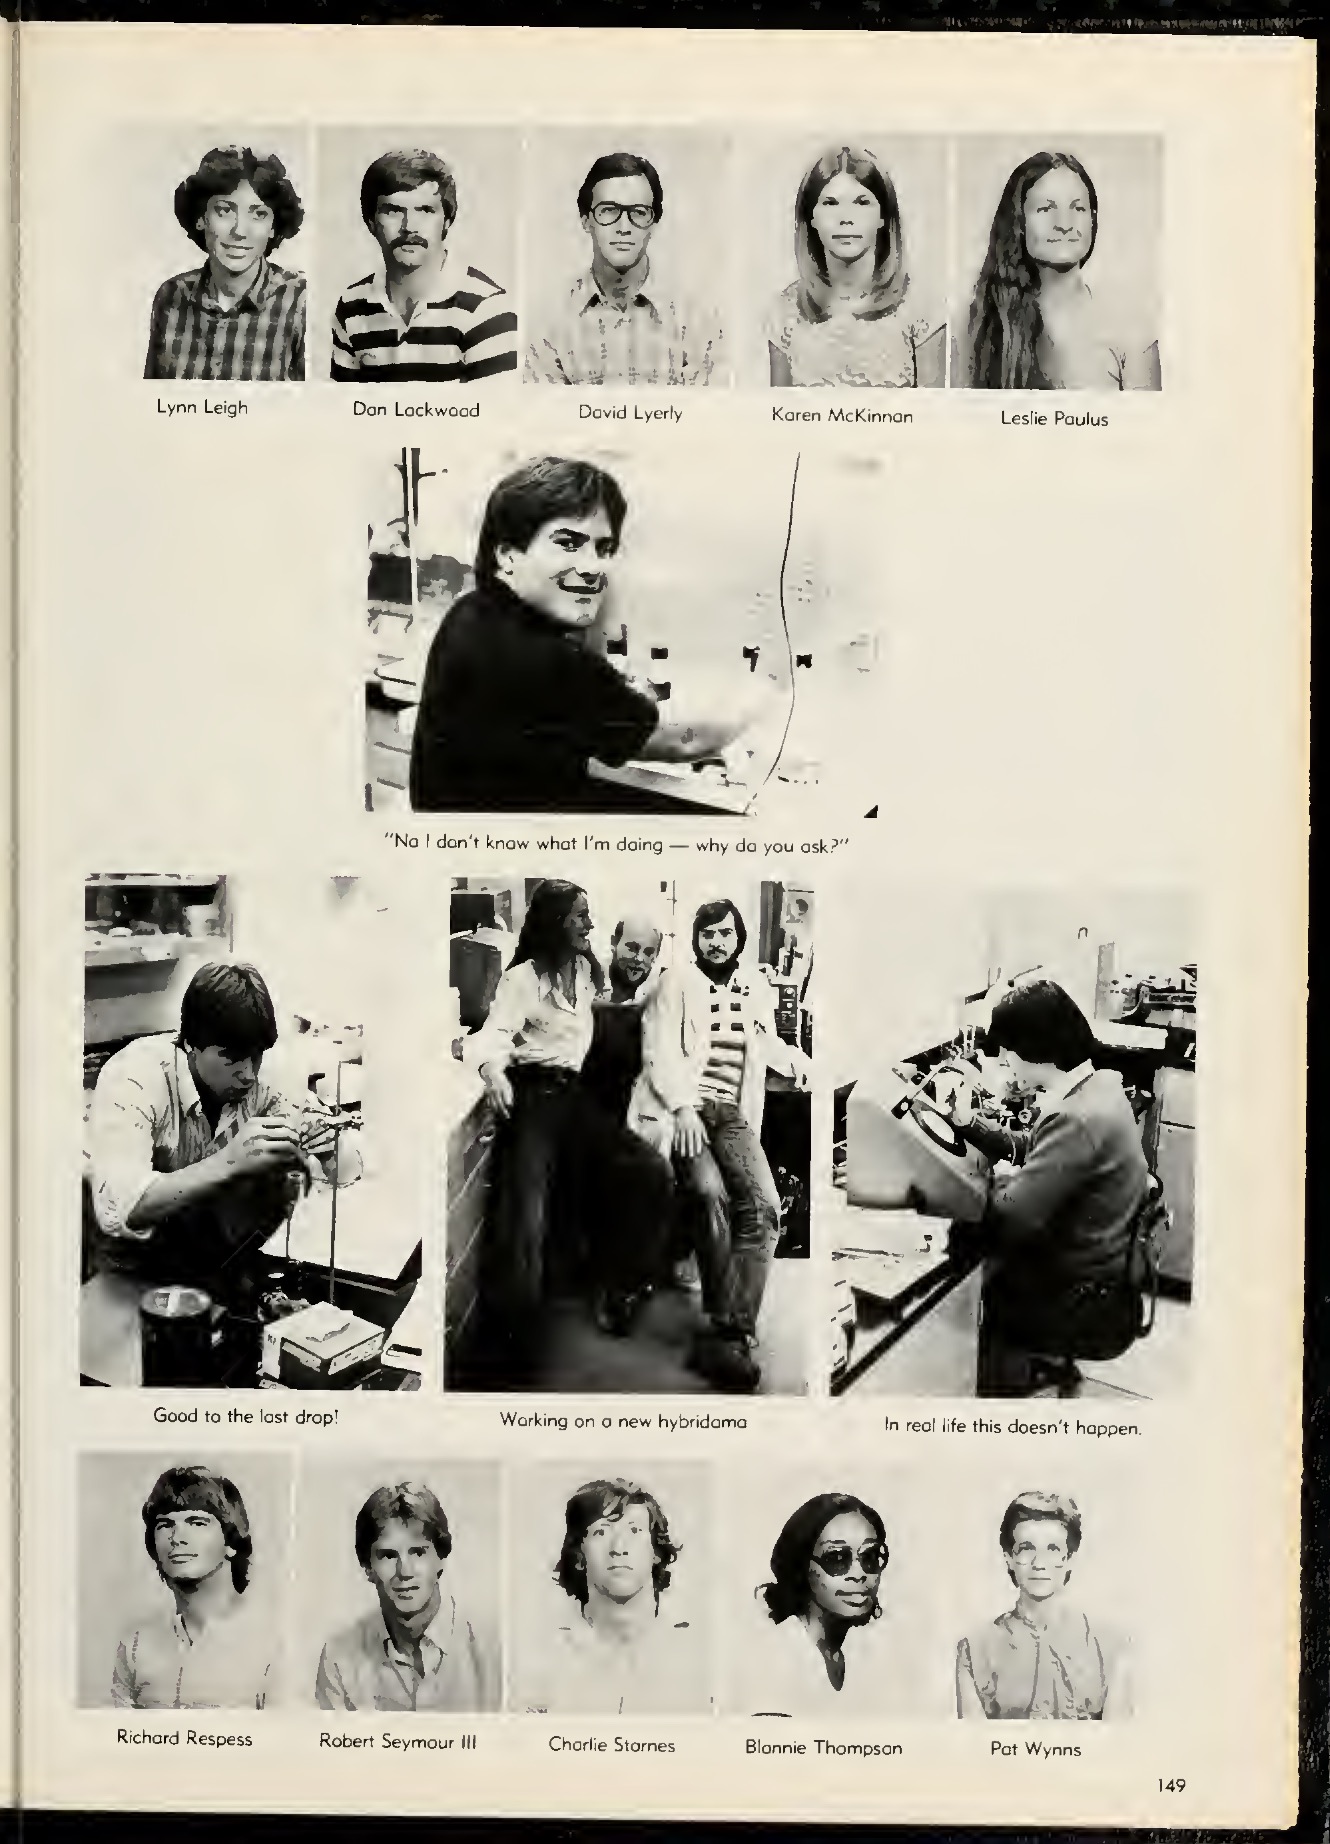 Lynn Leigh
Dan Lockwood
David Lyerly
Karen McKinnon
Leslie Paulus
"No I don't know what I'm doing — why do you ask?"
Good to the last drop!
Working on a new hybridoma
In real life this doesn't happen.
Richard Respess
Robert Seymour III
Charlie Starnes
Blannie Thompson
Pat Wynns
149